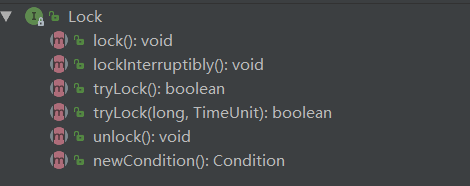 Lock
lock(): void
lockInterruptibly(): void
tryLock(): boolean
tryLock(long, TimeUnit): boolean
unlock(): void
newCondition(): Condition